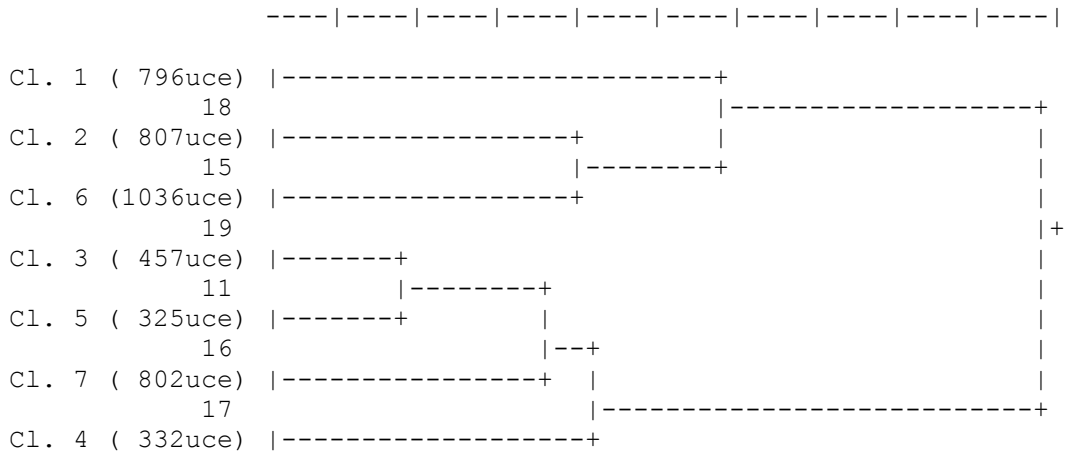 ----|----|----|----|----|----|----|----|----|----|
Cl. 1 ( 796uce) |---------------------------+
18 |-------------------+
Cl. 2 ( 807uce) |------------------+ | |
15 |--------+ |
Cl. 6 (1036uce) |------------------+ |
19 |+
Cl. 3 ( 457uce) |-------+ |
11 |--------+ |
Cl. 5 ( 325uce) |-------+ | |
16 |--+ |
Cl. 7 ( 802uce) |----------------+ | |
17 |---------------------------+
Cl. 4 ( 332uce) |-------------------+